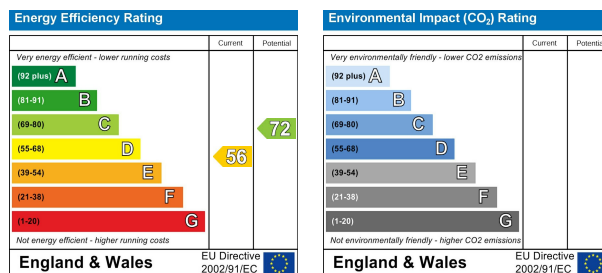 Energy Efficiency Rating
Current Potential
Very energy efficient - lower running costs
(92 plus) A
(81-91) B
(69-80) C
72
(55-68) D
56
(39-54) E
(21-38) F
(1-20) G
Not energy efficient - higher running costs
England & Wales
EU Directive
2002/91/EC
Environmental Impact (CO2) Rating
Current Potential
Very environmentally friendly - lower CO2 emissions
(92 plus) A
(81-91) B
(69-80) C
(55-68) D
(39-54) E
(21-38) F
(1-20) G
Not environmentally friendly - higher CO2 emissions
England & Wales
EU Directive
2002/91/EC